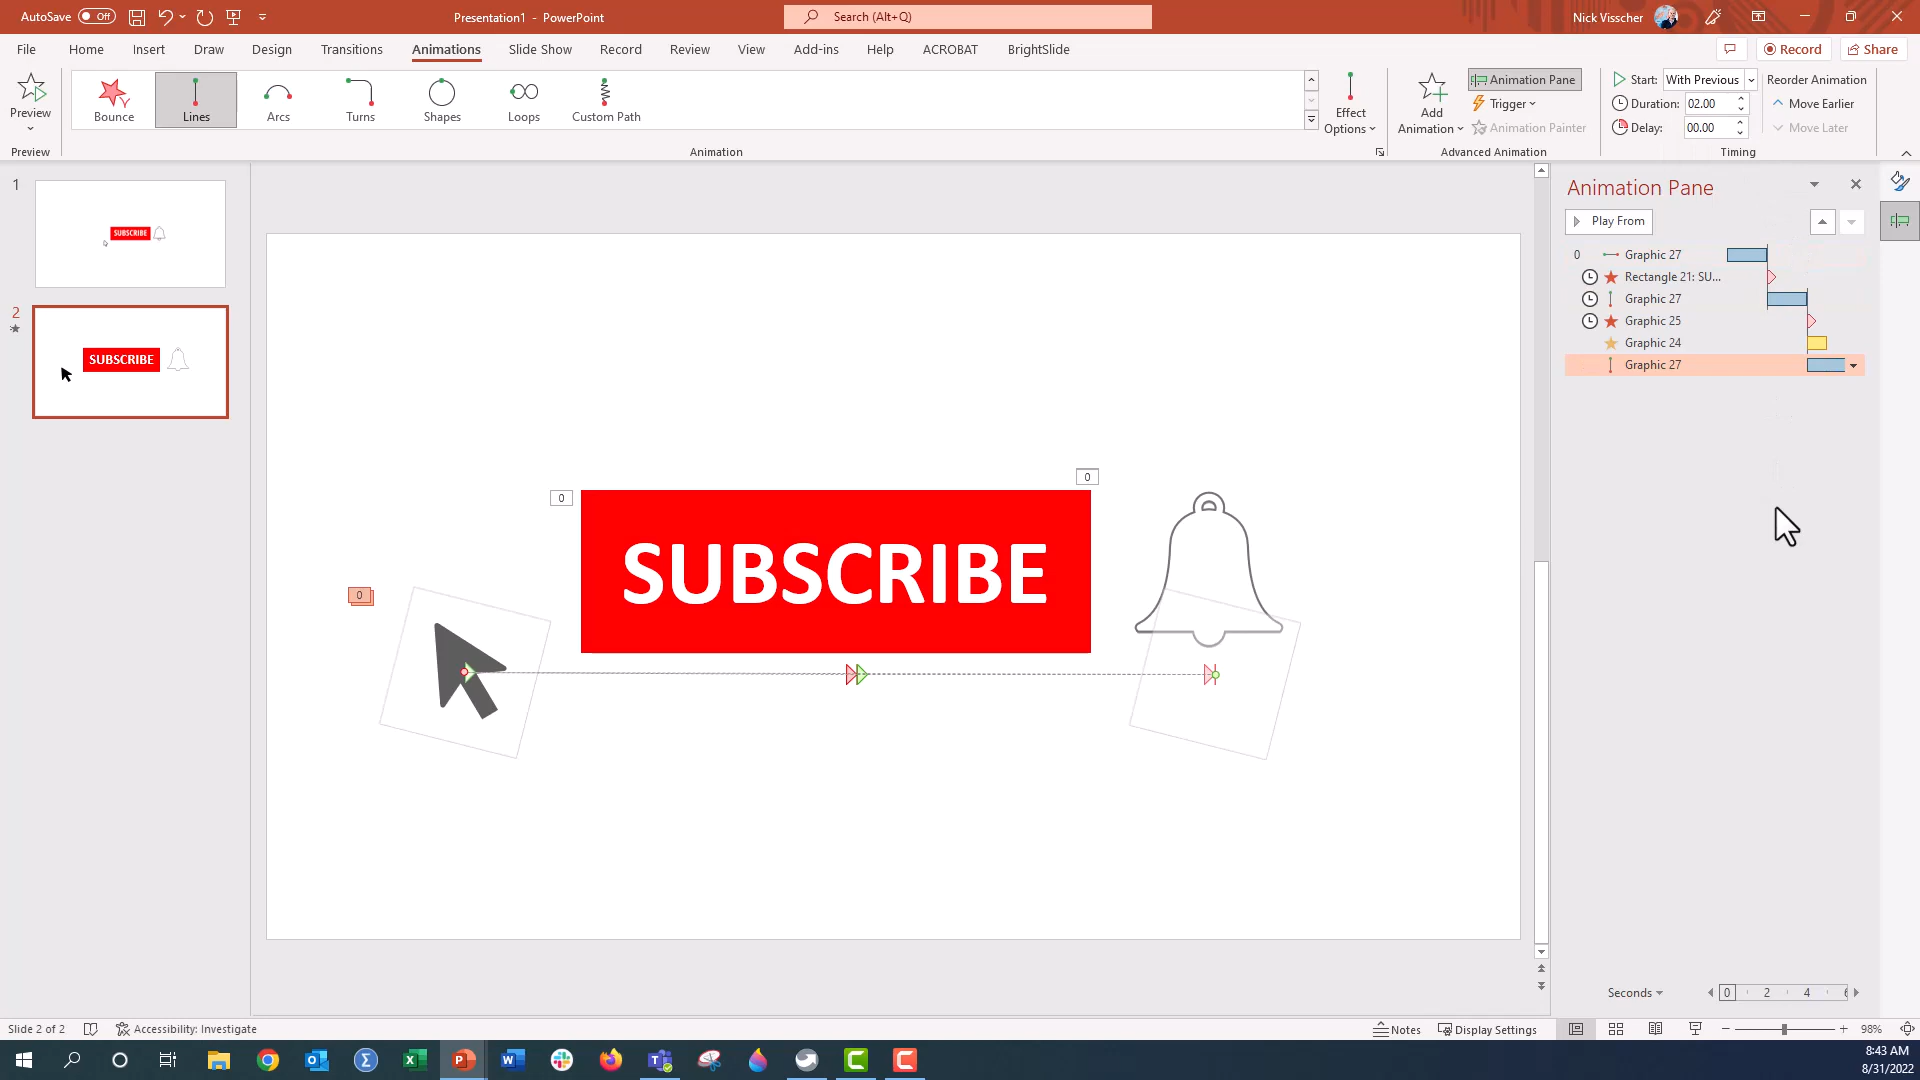 AutoSave Off
Presentation1 - PowerPoint
Search (Alt+Q)
Nick Visscher
File Home Insert Draw Design Transitions Animations Slide Show Record Review View Add-ins Help ACROBAT BrightSlide
Record Share
Preview
Bounce Lines Arcs Turns Shapes Loops Custom Path
Effect Options
Add Animation
Animation Pane
Trigger
Animation Painter
Start: With Previous
Duration: 02.00
Delay: 00.00
Reorder Animation
Move Earlier
Move Later
Preview Animation Advanced Animation Timing
1
SUBSCRIBE
2
SUBSCRIBE
0
0
SUBSCRIBE
0
Animation Pane
Play From
0 Graphic 27
Rectangle 21: SU...
Graphic 27
Graphic 25
Graphic 24
Graphic 27
Seconds 0 2 4
Slide 2 of 2 Accessibility: Investigate Notes Display Settings 98%
8:43 AM
8/31/2022